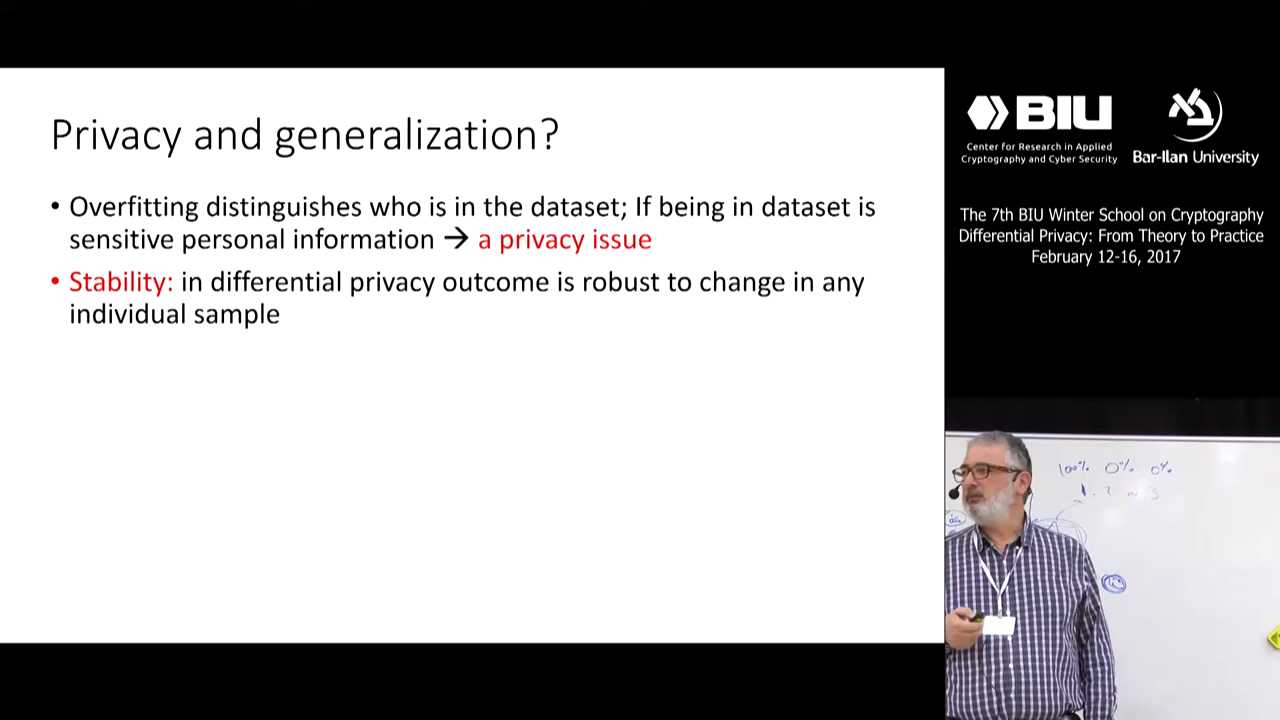 Privacy and generalization?
• Overfitting distinguishes who is in the dataset; If being in dataset is
sensitive personal information → a privacy issue
• Stability: in differential privacy outcome is robust to change in any
individual sample
BIU
Center for Research in Applied
Cryptography and Cyber Security
Bar-Ilan University
The 7th BIU Winter School on Cryptography
Differential Privacy: From Theory to Practice
February 12-16, 2017
100% 0% 0%